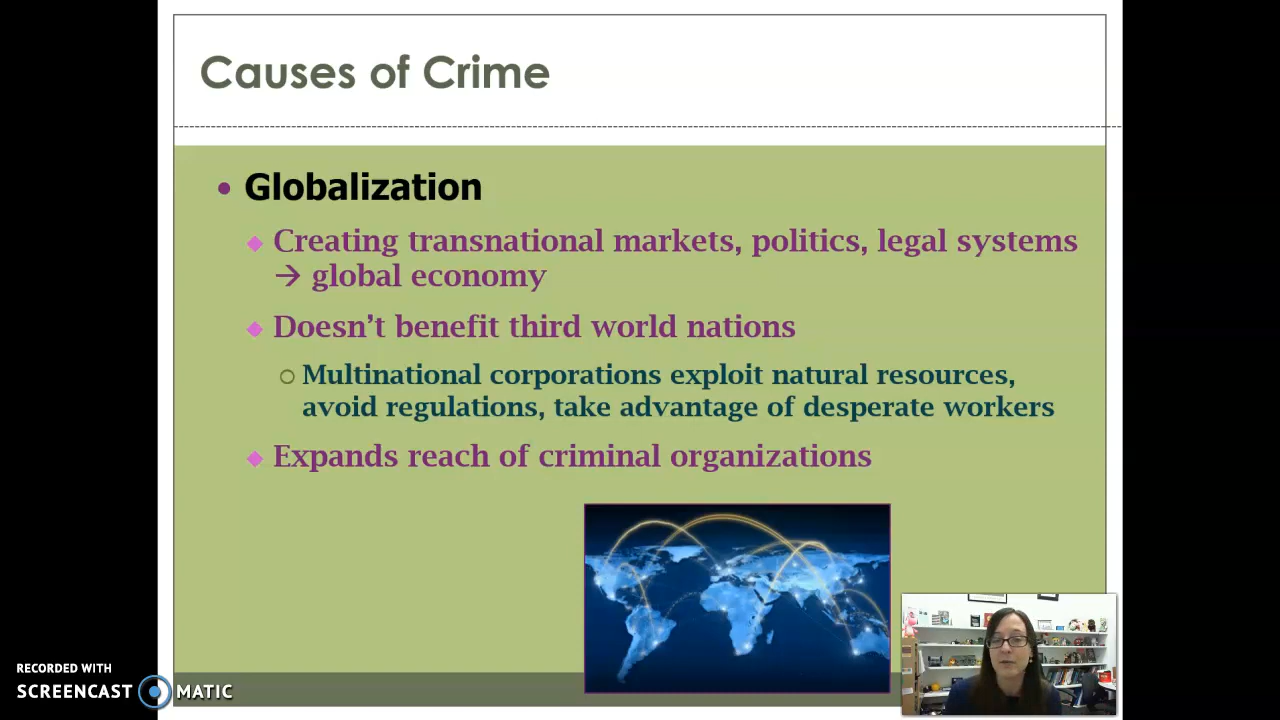 Causes of Crime
• Globalization
◆ Creating transnational markets, politics, legal systems
→ global economy
◆ Doesn’t benefit third world nations
○ Multinational corporations exploit natural resources,
avoid regulations, take advantage of desperate workers
◆ Expands reach of criminal organizations
RECORDED WITH
SCREENCAST MATIC